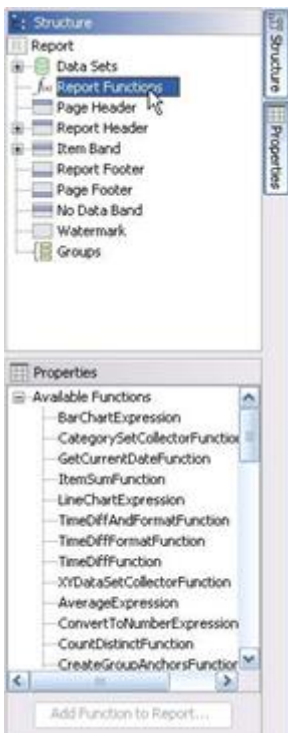 Structure
Report
Data Sets
f(x) Report Functions
Page Header
Report Header
Item Band
Report Footer
Page Footer
No Data Band
Watermark
Groups
Structure
Properties
Properties
Available Functions
BarChartExpression
CategorySetCollectorFunction
GetCurrentDateFunction
ItemSumFunction
LineChartExpression
TimeDiffAndFormatFunction
TimeDiffFormatFunction
TimeDiffFunction
XYDataSetCollectorFunction
AverageExpression
ConvertToNumberExpression
CountDistinctFunction
CreateGroupAnchorsFunction
Add Function to Report...